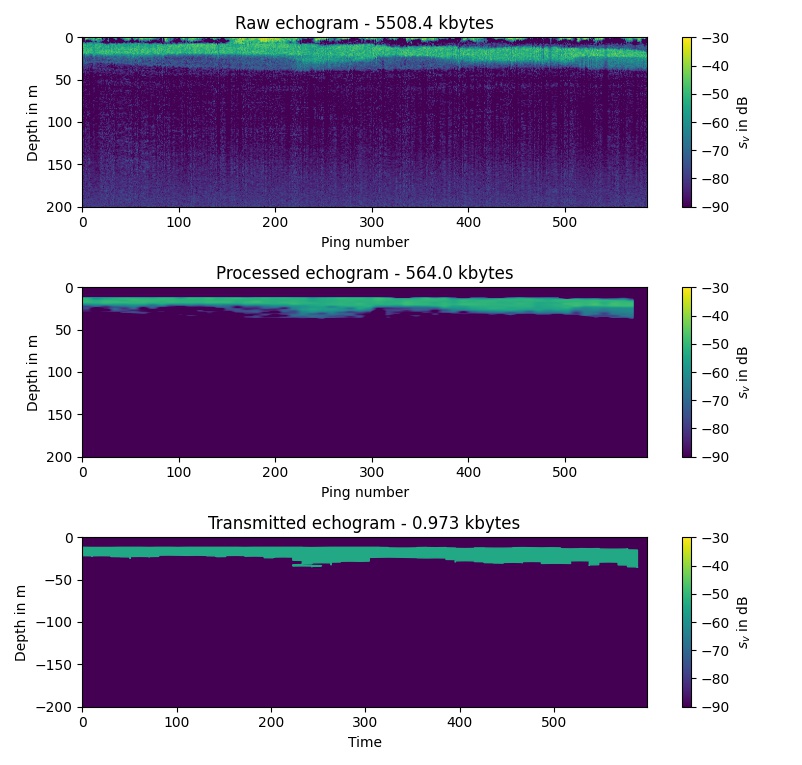 Raw echogram - 5508.4 kbytes
0
50
100
150
200
Depth in m
0 100 200 300 400 500
Ping number
−30
−40
−50
−60
−70
−80
−90
s_v in dB
Processed echogram - 564.0 kbytes
0
50
100
150
200
Depth in m
0 100 200 300 400 500
Ping number
−30
−40
−50
−60
−70
−80
−90
s_v in dB
Transmitted echogram - 0.973 kbytes
0
−50
−100
−150
−200
Depth in m
0 100 200 300 400 500
Time
−30
−40
−50
−60
−70
−80
−90
s_v in dB